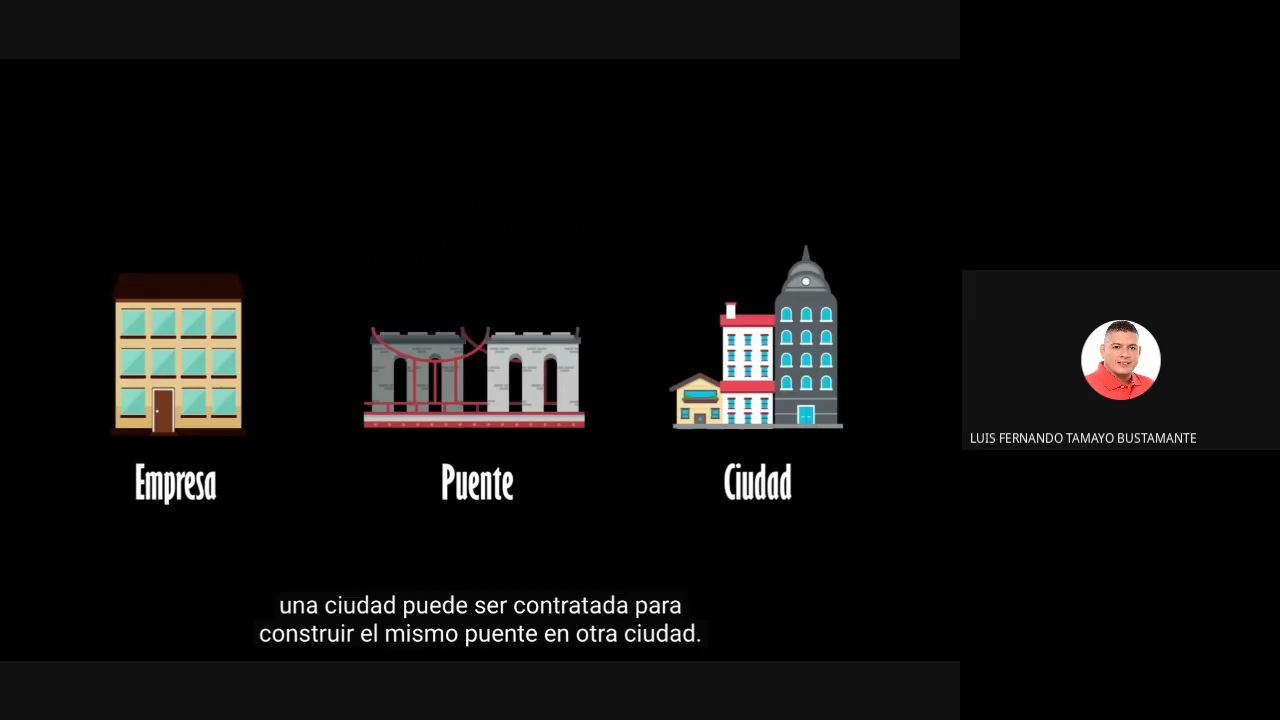 Empresa
Puente
Ciudad
una ciudad puede ser contratada para
construir el mismo puente en otra ciudad.
LUIS FERNANDO TAMAYO BUSTAMANTE